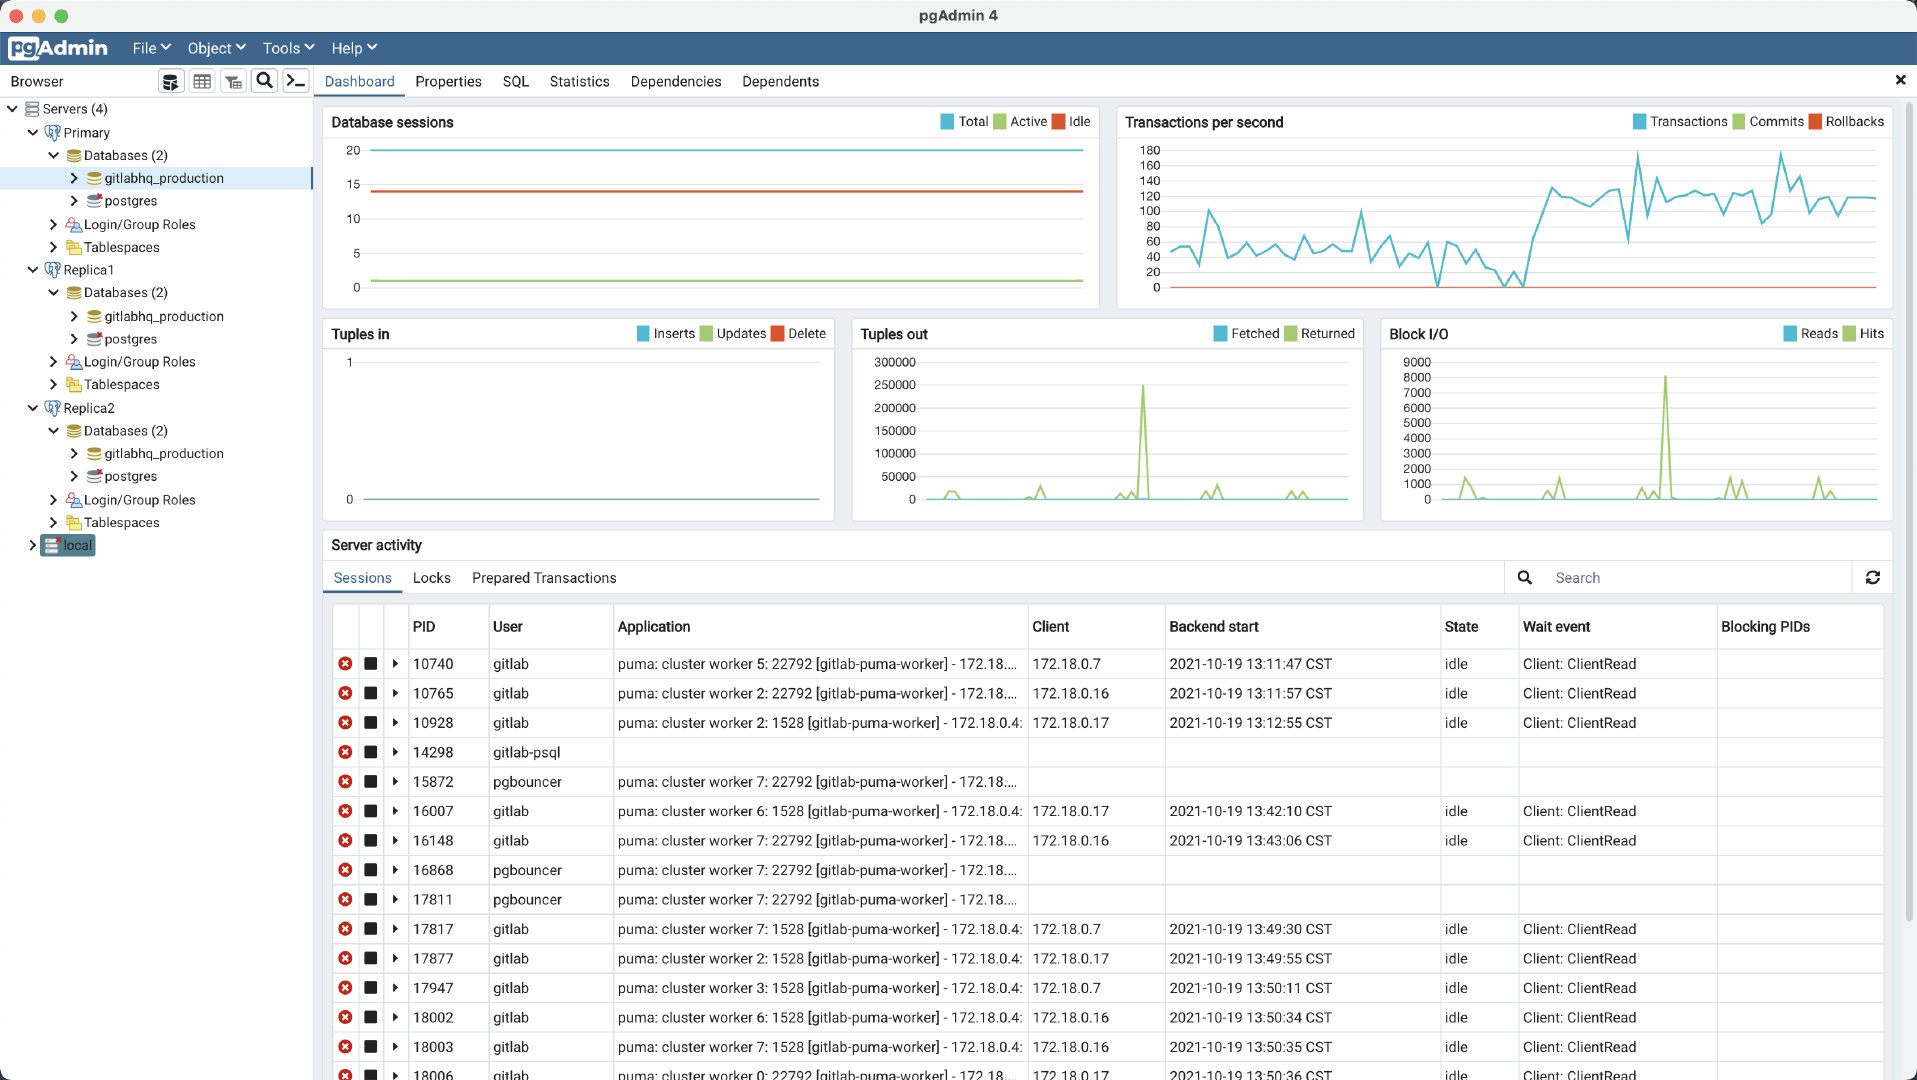 pgAdmin 4
pgAdmin File Object Tools Help
Browser Dashboard Properties SQL Statistics Dependencies Dependents
Servers (4)
Primary
Databases (2)
gitlabhq_production
postgres
Login/Group Roles
Tablespaces
Replica1
Databases (2)
gitlabhq_production
postgres
Login/Group Roles
Tablespaces
Replica2
Databases (2)
gitlabhq_production
postgres
Login/Group Roles
Tablespaces
local
Database sessions Total Active Idle
20
15
10
5
0
Transactions per second Transactions Commits Rollbacks
180
160
140
120
100
80
60
40
20
0
Tuples in Inserts Updates Delete
1
0
Tuples out Fetched Returned
300000
250000
200000
150000
100000
50000
0
Block I/O Reads Hits
9000
8000
7000
6000
5000
4000
3000
2000
1000
0
Server activity
Sessions Locks Prepared Transactions Search
PID User Application Client Backend start State Wait event Blocking PIDs
10740 gitlab puma: cluster worker 5: 22792 [gitlab-puma-worker] - 172.18.... 172.18.0.7 2021-10-19 13:11:47 CST idle Client: ClientRead
10765 gitlab puma: cluster worker 2: 22792 [gitlab-puma-worker] - 172.18.... 172.18.0.16 2021-10-19 13:11:57 CST idle Client: ClientRead
10928 gitlab puma: cluster worker 2: 1528 [gitlab-puma-worker] - 172.18.0.4: 172.18.0.17 2021-10-19 13:12:55 CST idle Client: ClientRead
14298 gitlab-psql
15872 pgbouncer puma: cluster worker 7: 22792 [gitlab-puma-worker] - 172.18....
16007 gitlab puma: cluster worker 6: 1528 [gitlab-puma-worker] - 172.18.0.4: 172.18.0.17 2021-10-19 13:42:10 CST idle Client: ClientRead
16148 gitlab puma: cluster worker 7: 22792 [gitlab-puma-worker] - 172.18.... 172.18.0.16 2021-10-19 13:43:06 CST idle Client: ClientRead
16868 pgbouncer puma: cluster worker 7: 22792 [gitlab-puma-worker] - 172.18....
17811 pgbouncer puma: cluster worker 7: 22792 [gitlab-puma-worker] - 172.18....
17817 gitlab puma: cluster worker 7: 1528 [gitlab-puma-worker] - 172.18.0.4: 172.18.0.7 2021-10-19 13:49:30 CST idle Client: ClientRead
17877 gitlab puma: cluster worker 2: 1528 [gitlab-puma-worker] - 172.18.0.4: 172.18.0.17 2021-10-19 13:49:55 CST idle Client: ClientRead
17947 gitlab puma: cluster worker 3: 1528 [gitlab-puma-worker] - 172.18.0.4: 172.18.0.7 2021-10-19 13:50:11 CST idle Client: ClientRead
18002 gitlab puma: cluster worker 6: 1528 [gitlab-puma-worker] - 172.18.0.4: 172.18.0.16 2021-10-19 13:50:34 CST idle Client: ClientRead
18003 gitlab puma: cluster worker 7: 1528 [gitlab-puma-worker] - 172.18.0.4: 172.18.0.16 2021-10-19 13:50:35 CST idle Client: ClientRead
18006 gitlab puma: cluster worker 0: 22792 [gitlab-puma-worker] - 172.18.... 172.18.0.17 2021-10-19 13:50:36 CST idle Client: ClientRead